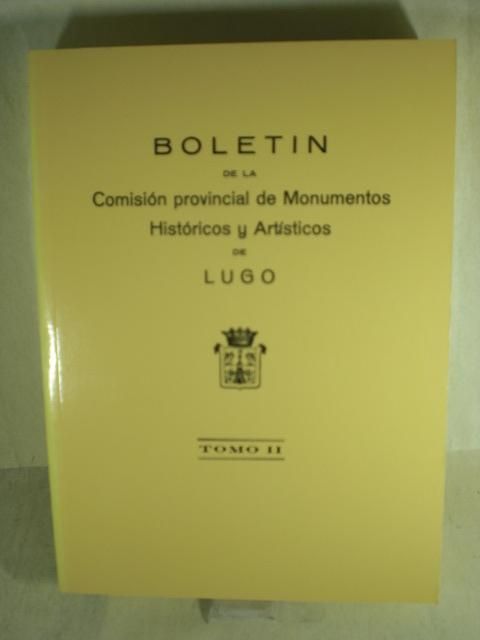 BOLETIN
DE LA
Comisión provincial de Monumentos
Históricos y Artísticos
DE
LUGO
TOMO II